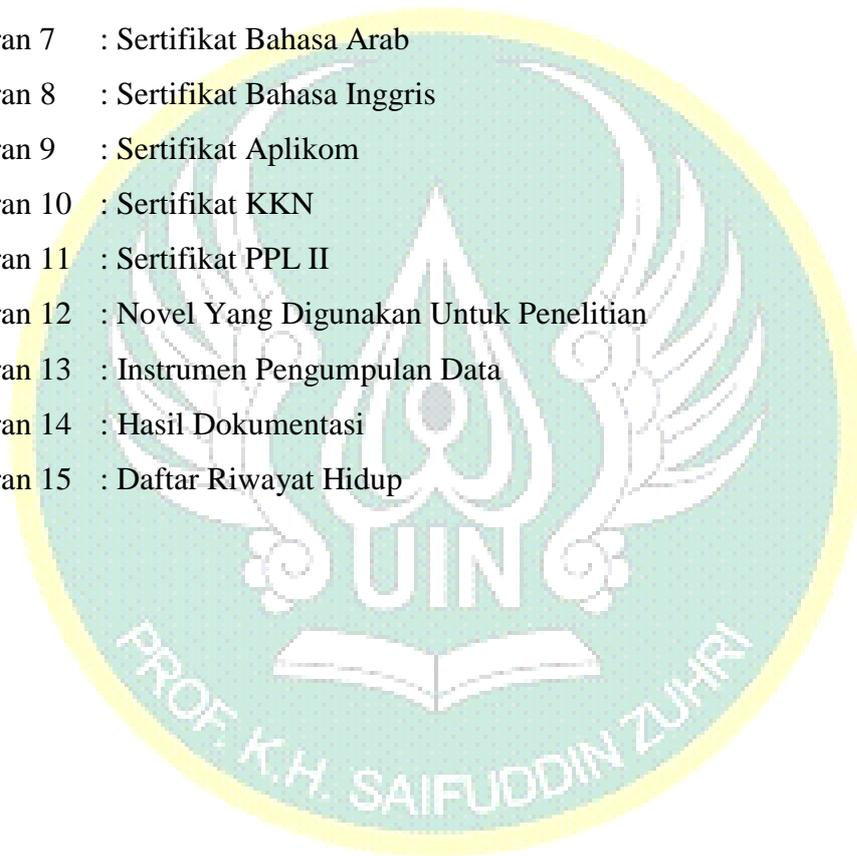 ran 7 : Sertifikat Bahasa Arab
ran 8 : Sertifikat Bahasa Inggris
ran 9 : Sertifikat Aplikom
ran 10 : Sertifikat KKN
ran 11 : Sertifikat PPL II
ran 12 : Novel Yang Digunakan Untuk Penelitian
ran 13 : Instrumen Pengumpulan Data
ran 14 : Hasil Dokumentasi
ran 15 : Daftar Riwayat Hidup
UIN
PROF. K.H. SAIFUDDIN ZUHRI